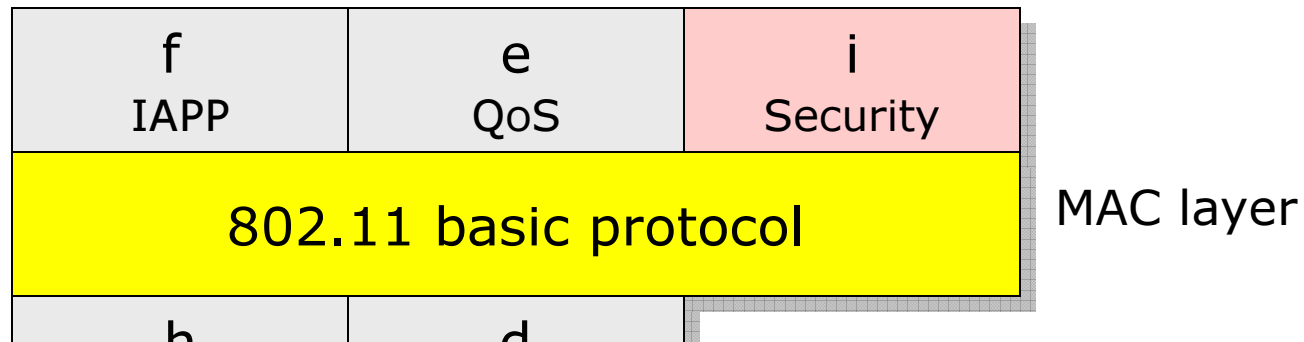 f e i
IAPP QoS Security
802.11 basic protocol
MAC layer
h d